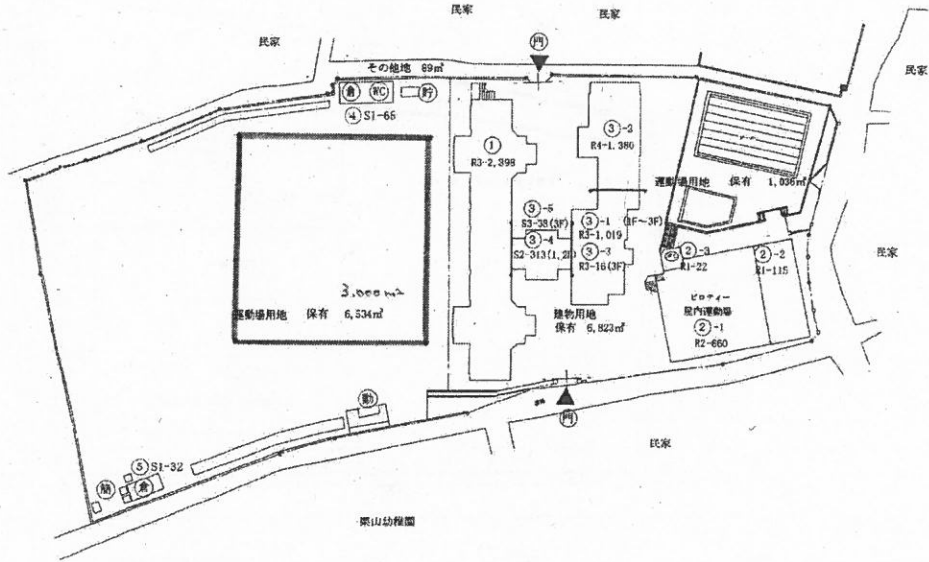 民家
民家
民家
民家
門
その他地 89㎡
倉 WC 貯
④ S1-65
①
R3-2,398
③-2
R4-1,380
運動場用地 保有 1,036㎡
③-5
S3-38(3F)
③-1 (1F～3F)
R3-1,019
③-4
③-3
R3-16(3F)
②-3
R1-22
②-2
R1-115
民家
3,000m²
運動場用地 保有 6,534㎡
建物用地
保有 6,823㎡
ピロティー
屋内運動場
②-1
R2-660
勤
門
民家
⑤ S1-32
倉
栗山幼稚園